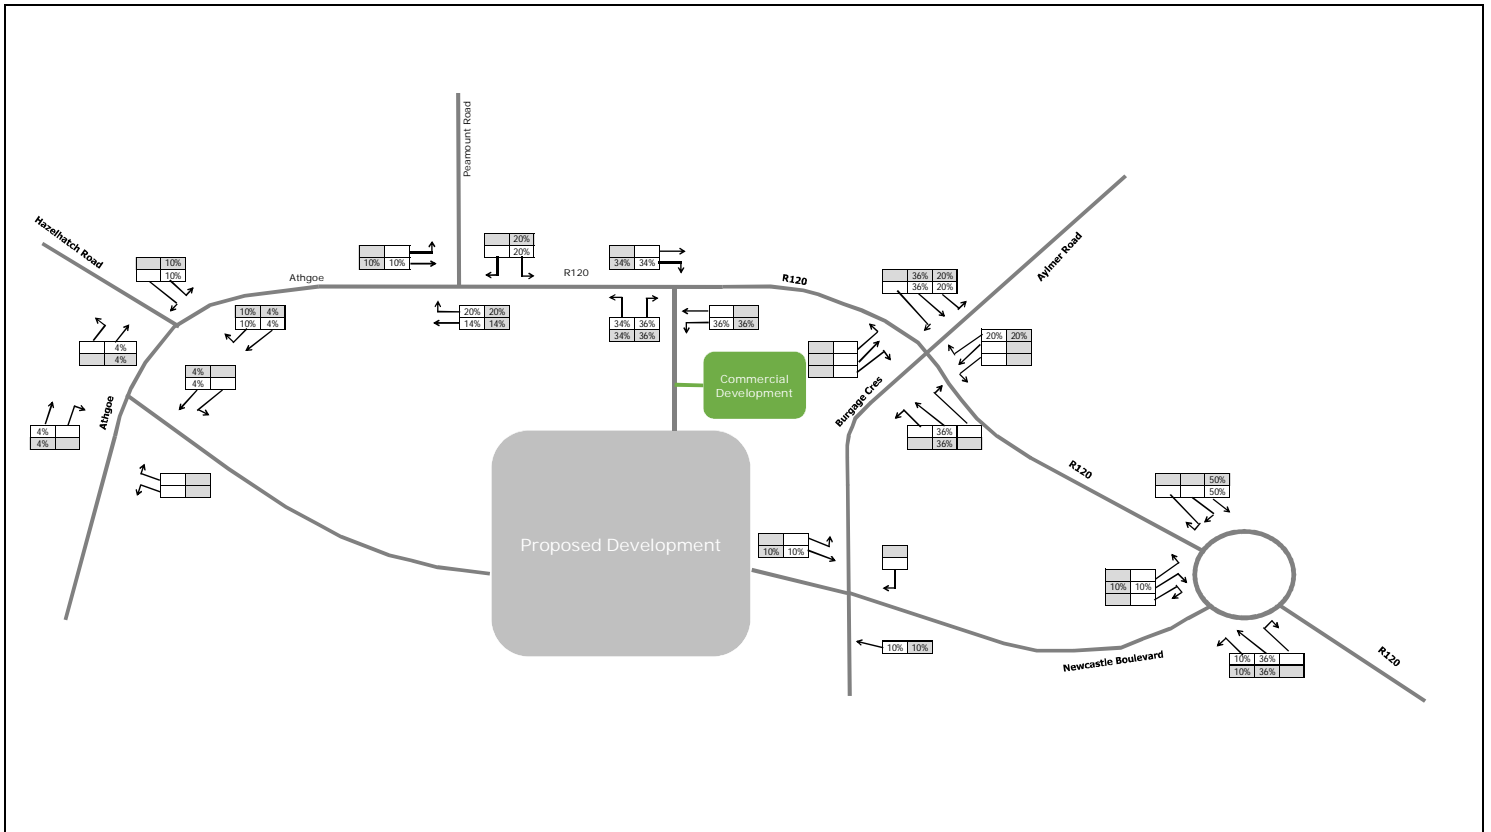 Peamount Road
Hazelhatch Road
10%
10%
Athgoe
10% 10%
20%
20%
R120
34% 34%
R120
36% 20%
36% 20%
Aylmer Road
10% 4%
10% 4%
20% 20%
14% 14%
34% 36%
34% 36%
36% 36%
4%
4%
20% 20%
4%
4%
Commercial
Development
Burgage Cres
Athgoe
4%
4%
36%
36%
R120
50%
50%
Proposed Development
10% 10%
10% 10%
10% 10%
Newcastle Boulevard
10% 36%
10% 36%
R120